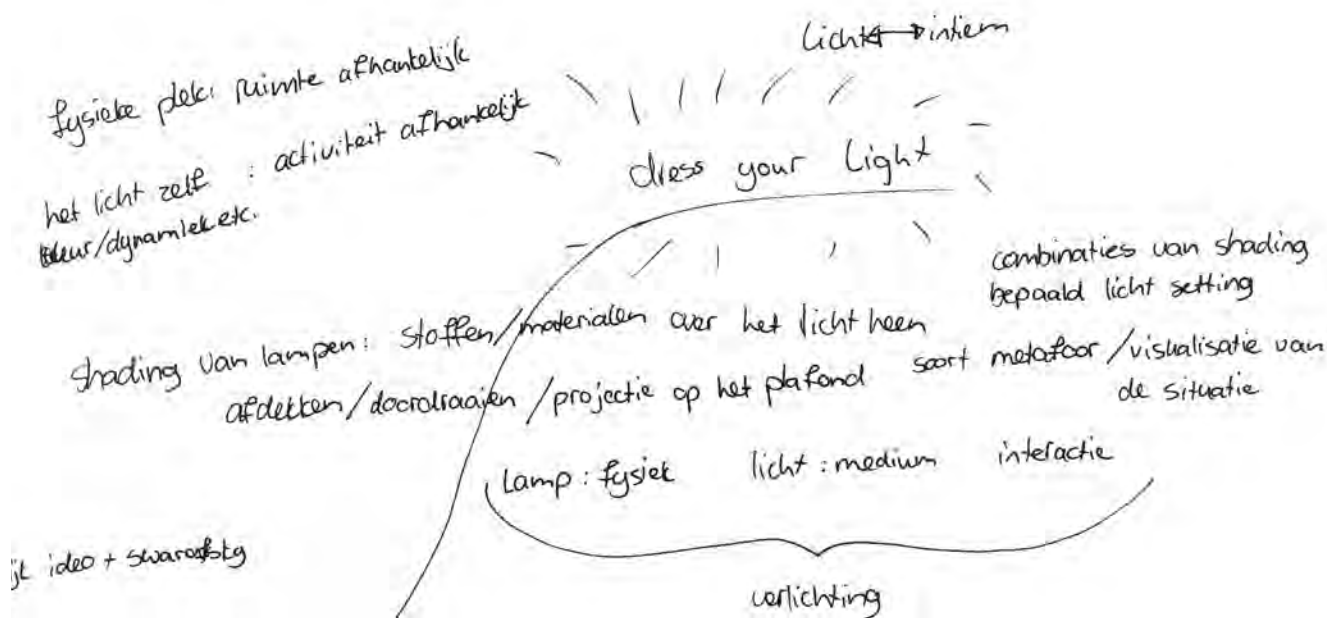 licht ↔ intiem
fysieke plek: ruimte afhankelijk
het licht zelf : activiteit afhankelijk
kleur/dynamiek etc.
dress your light
combinaties van shading
bepaald licht setting
shading van lampen: stoffen/materialen over het licht heen
afdekken/doordraaien/projectie op het plafond
soort metafoor/visualisatie van
de situatie
lamp: fysiek licht: medium interactie
verlichting
ideo +